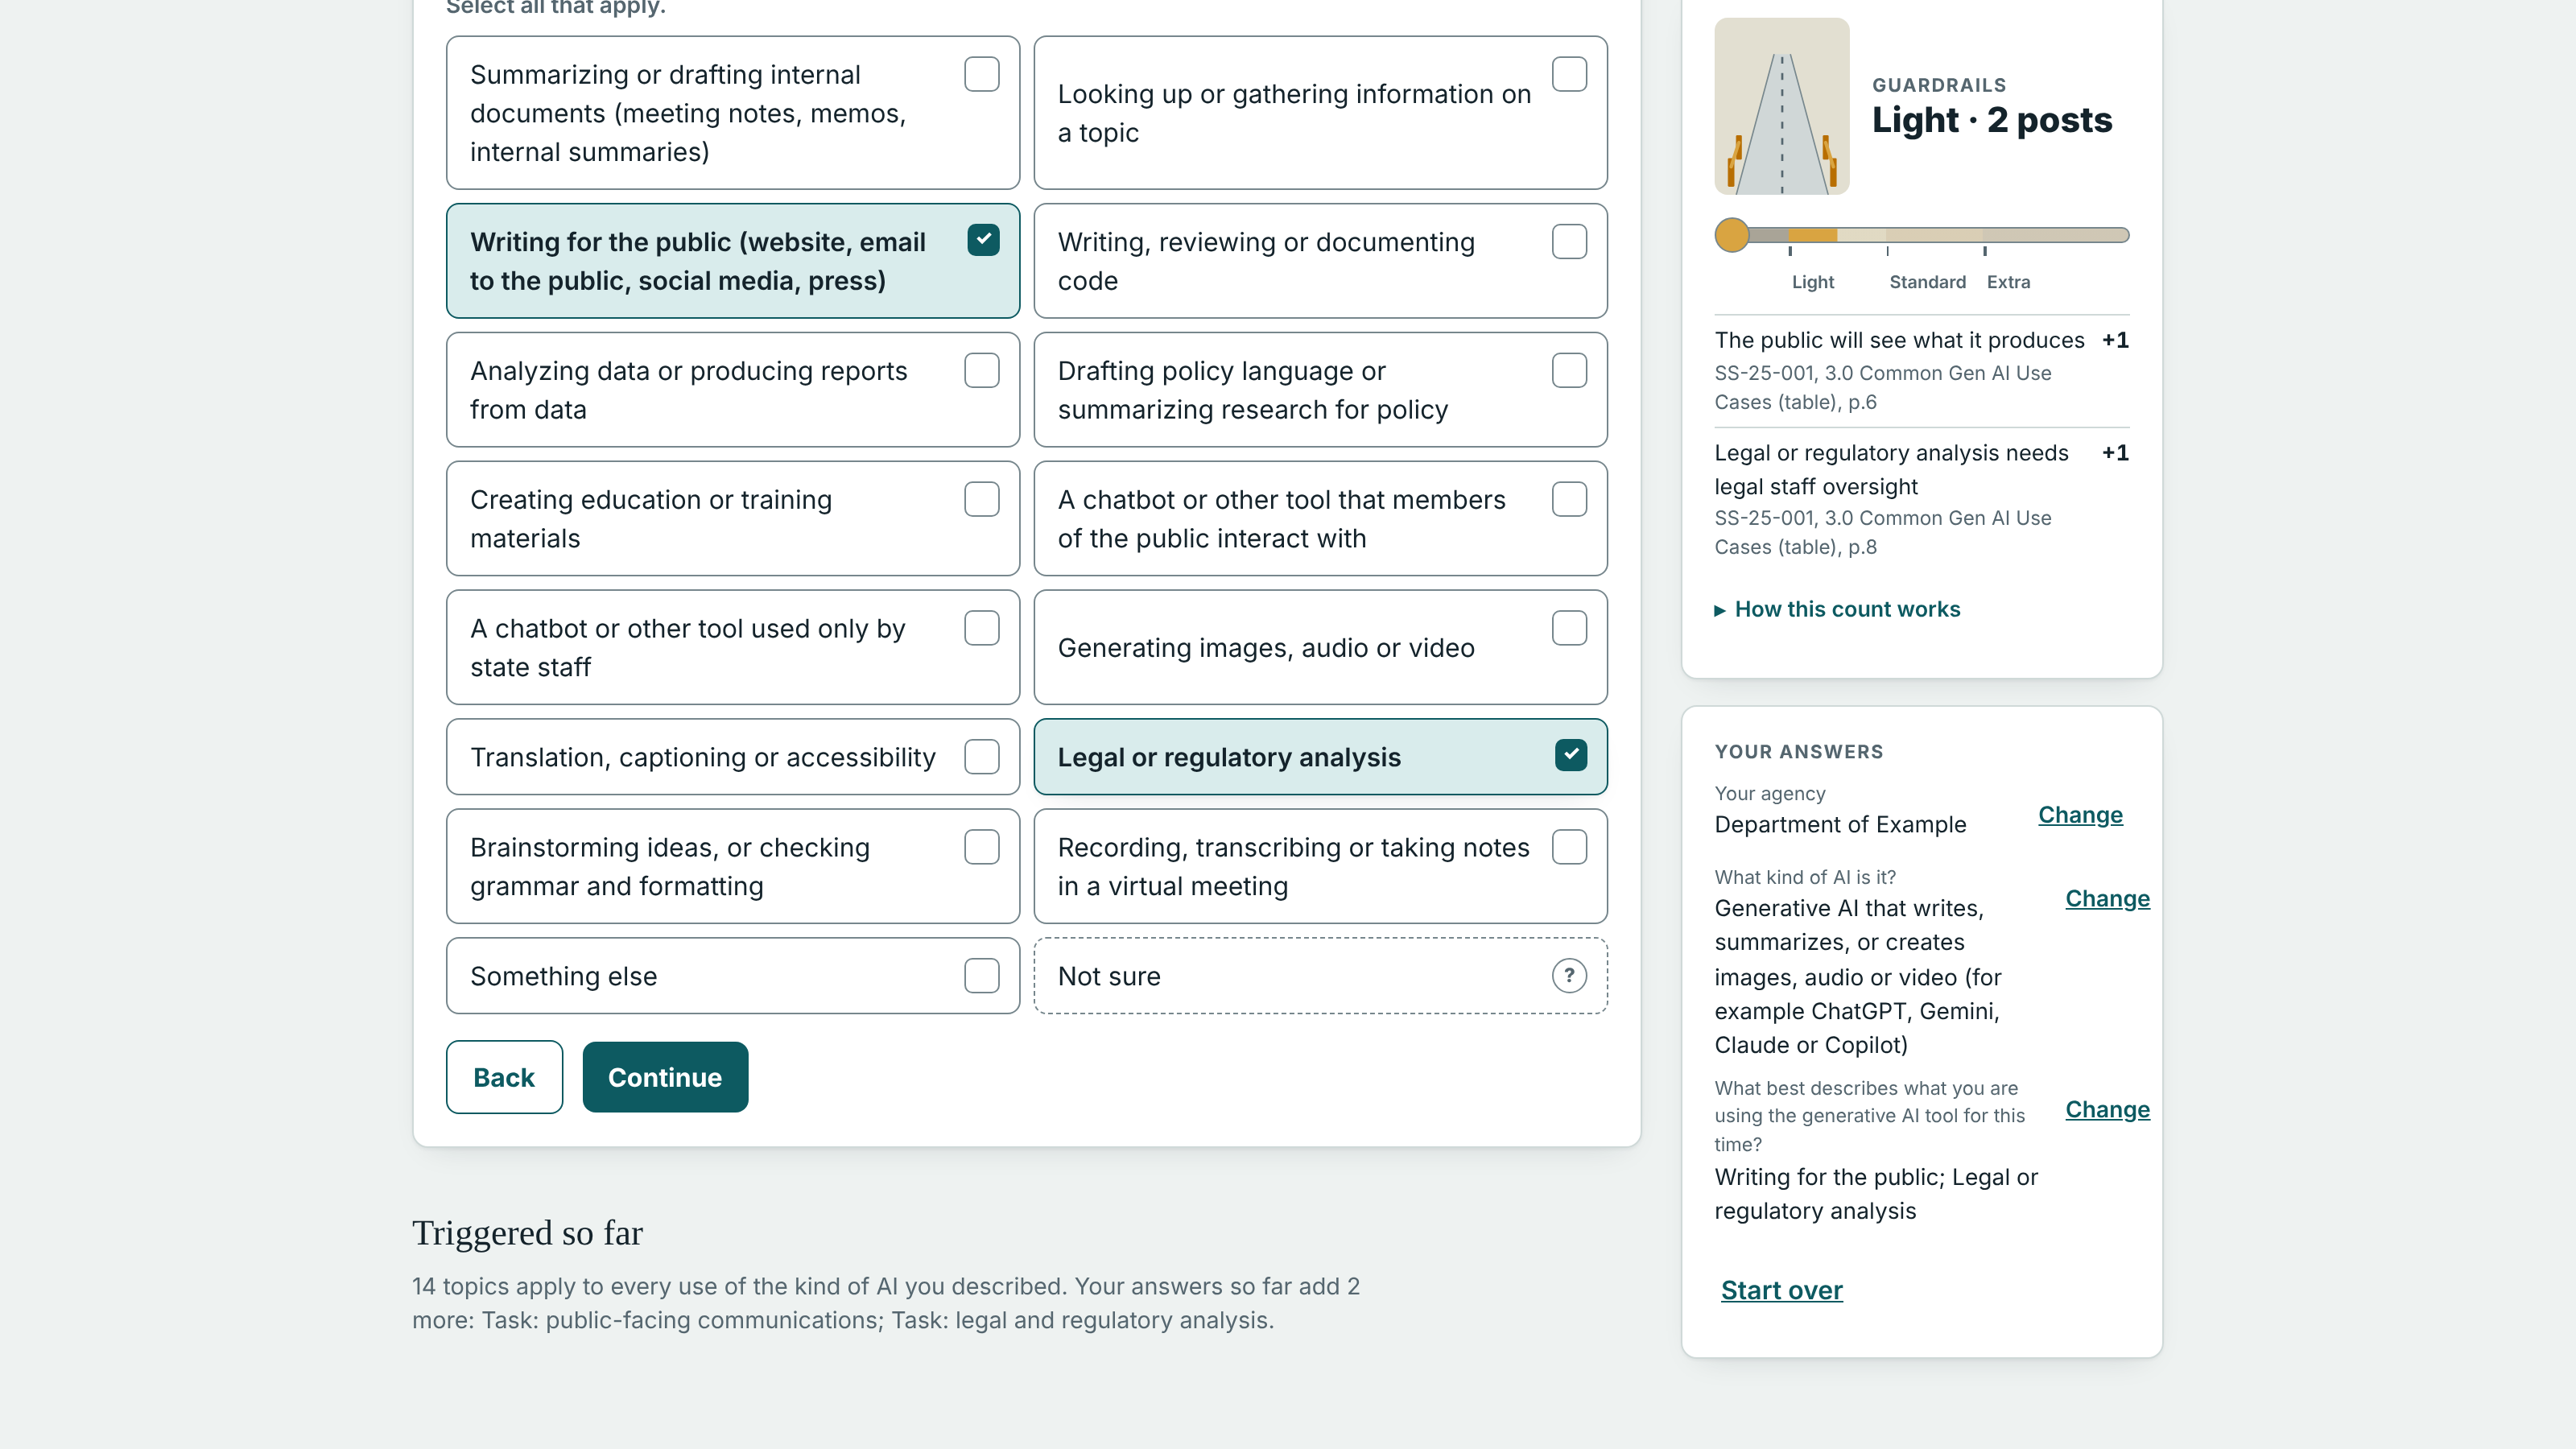 Select all that apply.
Summarizing or drafting internal
documents (meeting notes, memos,
internal summaries)
Looking up or gathering information on
a topic
Writing for the public (website, email
to the public, social media, press)
Writing, reviewing or documenting
code
Analyzing data or producing reports
from data
Drafting policy language or
summarizing research for policy
Creating education or training
materials
A chatbot or other tool that members
of the public interact with
A chatbot or other tool used only by
state staff
Generating images, audio or video
Translation, captioning or accessibility
Legal or regulatory analysis
Brainstorming ideas, or checking
grammar and formatting
Recording, transcribing or taking notes
in a virtual meeting
Something else
Not sure
?
Back
Continue
Triggered so far
14 topics apply to every use of the kind of AI you described. Your answers so far add 2
more: Task: public-facing communications; Task: legal and regulatory analysis.
GUARDRAILS
Light · 2 posts
Light
Standard
Extra
The public will see what it produces +1
SS-25-001, 3.0 Common Gen AI Use
Cases (table), p.6
Legal or regulatory analysis needs +1
legal staff oversight
SS-25-001, 3.0 Common Gen AI Use
Cases (table), p.8
▸ How this count works
YOUR ANSWERS
Your agency
Department of Example
Change
What kind of AI is it?
Generative AI that writes,
summarizes, or creates
images, audio or video (for
example ChatGPT, Gemini,
Claude or Copilot)
Change
What best describes what you are
using the generative AI tool for this
time?
Change
Writing for the public; Legal or
regulatory analysis
Start over